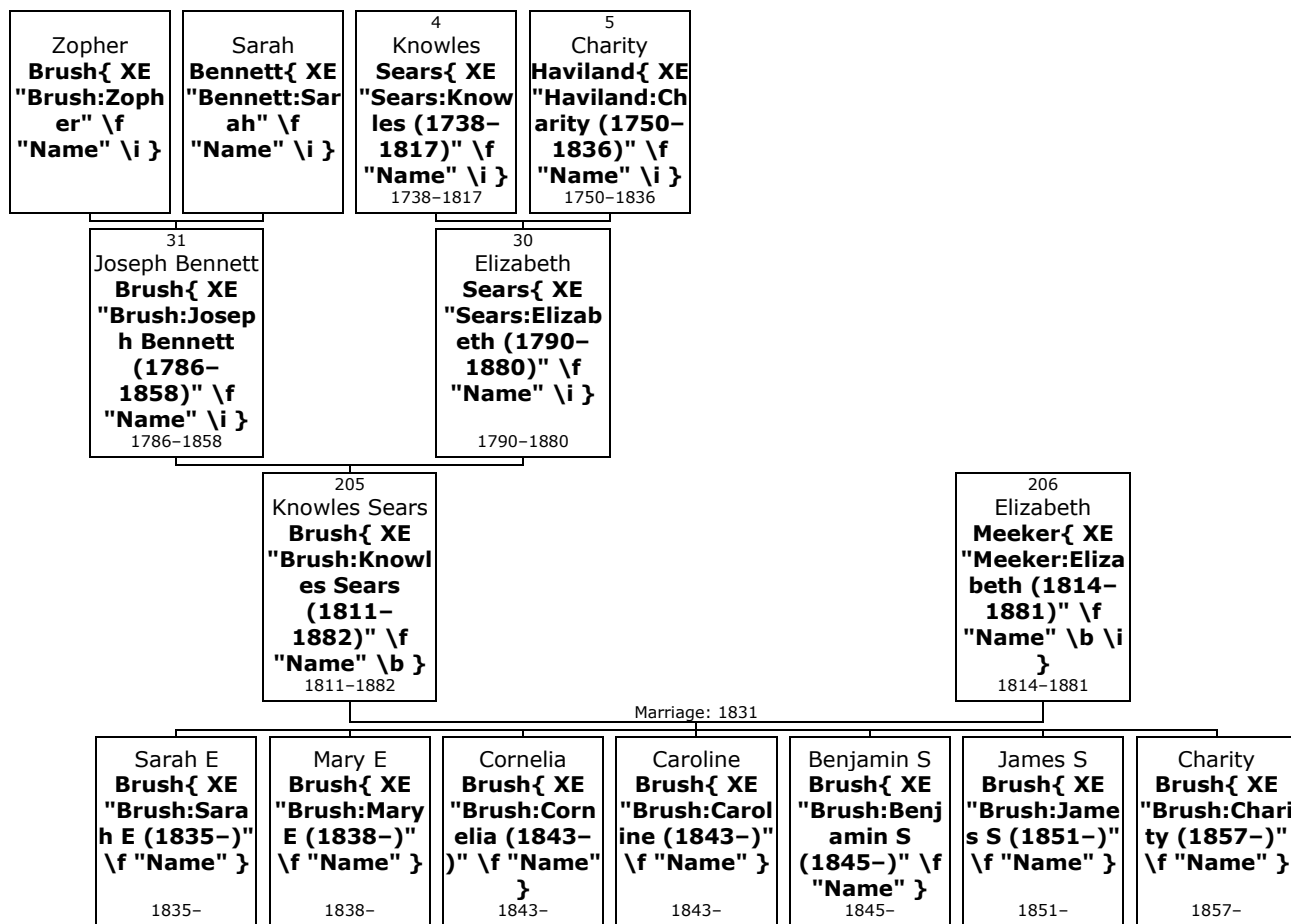 Zopher
Brush{ XE
"Brush:Zoph
er" \f
"Name" \i }
Sarah
Bennett{ XE
"Bennett:Sar
ah" \f
"Name" \i }
4
Knowles
Sears{ XE
"Sears:Know
les (1738–
1817)" \f
"Name" \i }
1738–1817
5
Charity
Haviland{ XE
"Haviland:Ch
arity (1750–
1836)" \f
"Name" \i }
1750–1836
31
Joseph Bennett
Brush{ XE
"Brush:Josep
h Bennett
(1786–
1858)" \f
"Name" \i }
1786–1858
30
Elizabeth
Sears{ XE
"Sears:Elizab
eth (1790–
1880)" \f
"Name" \i }
1790–1880
205
Knowles Sears
Brush{ XE
"Brush:Knowl
es Sears
(1811–
1882)" \f
"Name" \b }
1811–1882
206
Elizabeth
Meeker{ XE
"Meeker:Eliza
beth (1814–
1881)" \f
"Name" \b \i
}
1814–1881
Marriage: 1831
Sarah E
Brush{ XE
"Brush:Sara
h E (1835–)"
\f "Name" }
1835–
Mary E
Brush{ XE
"Brush:Mary
E (1838–)"
\f "Name" }
1838–
Cornelia
Brush{ XE
"Brush:Corn
elia (1843–
)" \f "Name"
}
1843–
Caroline
Brush{ XE
"Brush:Carol
ine (1843–)"
\f "Name" }
1843–
Benjamin S
Brush{ XE
"Brush:Benj
amin S
(1845–)" \f
"Name" }
1845–
James S
Brush{ XE
"Brush:Jame
s S (1851–)"
\f "Name" }
1851–
Charity
Brush{ XE
"Brush:Chari
ty (1857–)"
\f "Name" }
1857–